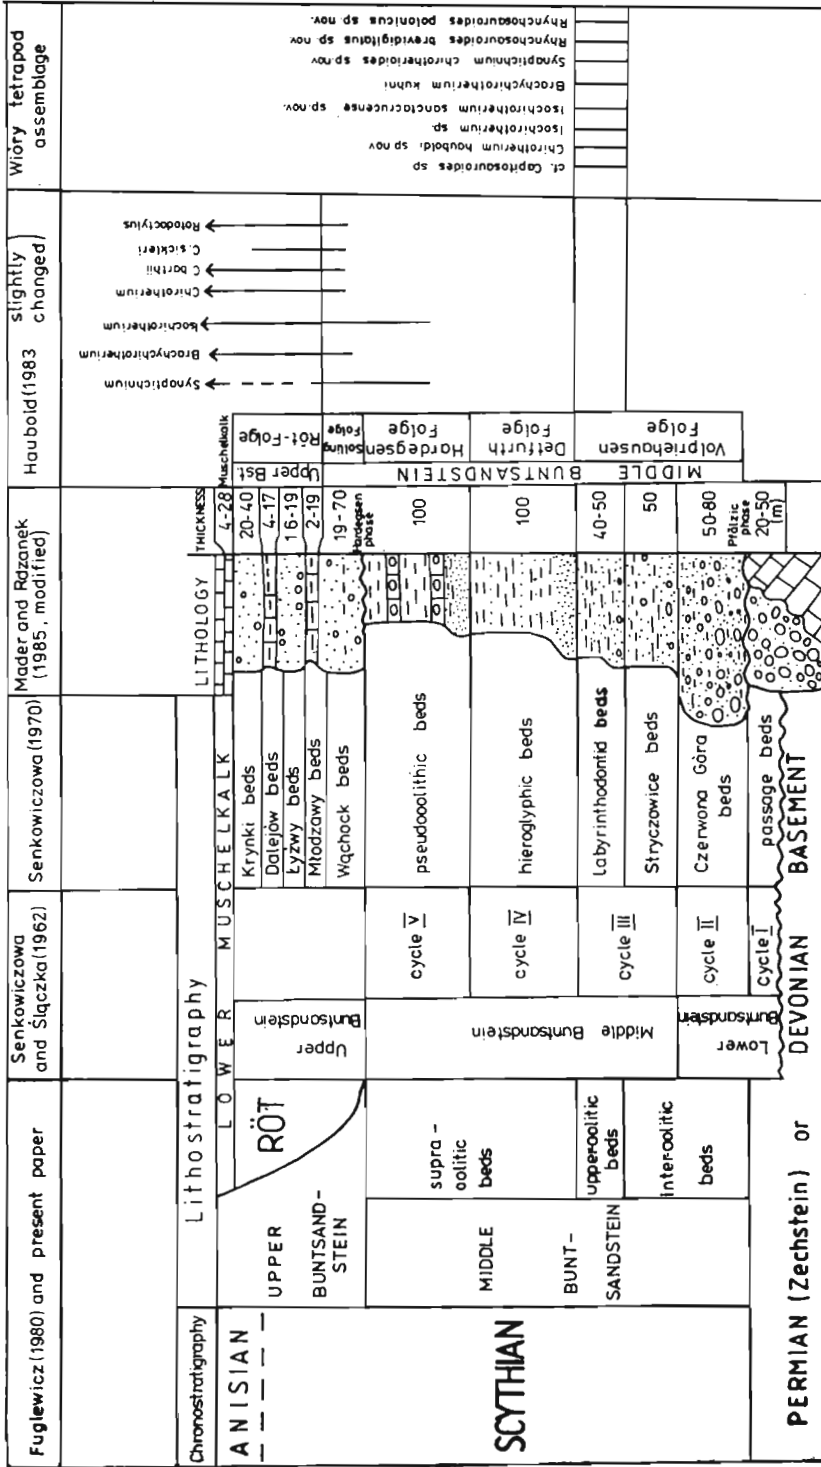 Fuglewicz (1980) and present paper
Senkowiczowa
and Ślączka (1962)
Senkowiczowa (1970)
Mader and Rdzanek
(1985, modified)
Haubold (1983 slightly
changed)
Wióry tetrapod
assemblage
Chronostratigraphy
Lithostratigraphy
LITHOLOGY
THICKNESS
ANISIAN
SCYTHIAN
LOWER MUSCHELKALK
UPPER
BUNTSAND-
STEIN
RÖT
MIDDLE
BUNT-
SANDSTEIN
supra-
oolitic
beds
upperoolitic
beds
interoolitic
beds
PERMIAN (Zechstein) or DEVONIAN BASEMENT
Upper
Buntsandstein
Middle Buntsandstein
Lower
Buntsandstein
cycle V
cycle IV
cycle III
cycle II
cycle I
Krynki beds
Dalejów beds
Łyżwy beds
Młodzawy beds
Wąchock beds
pseudooolithic beds
hieroglyphic beds
labyrinthodontid beds
Stryczowice beds
Czerwona Góra
beds
passage beds
4-28
20-40
4-17
16-19
2-19
19-70
Hardegsen
phase
100
100
40-50
50
50-80
Pfälzic
phase
20-50
(m)
Muschelkalk
Upper Bst.
Röt-Folge
MIDDLE BUNTSANDSTEIN
Solling
Folge
Hardegsen
Folge
Detfurth
Folge
Volpriehausen
Folge
Synaptichnium
Brachychirotherium
Isochirotherium
Chirotherium
C. barthii
C. sickleri
Rotodactylus
cf. Capitosauroides sp
Chirotherium hauboldi sp nov
Isochirotherium sp.
Isochirotherium sanctacrucense sp. nov.
Brachychirotherium kuhni
Synaptichnium chirotherioides sp. nov
Rhynchosauroides brevidigitatus sp. nov.
Rhynchosauroides polonicus sp. nov.